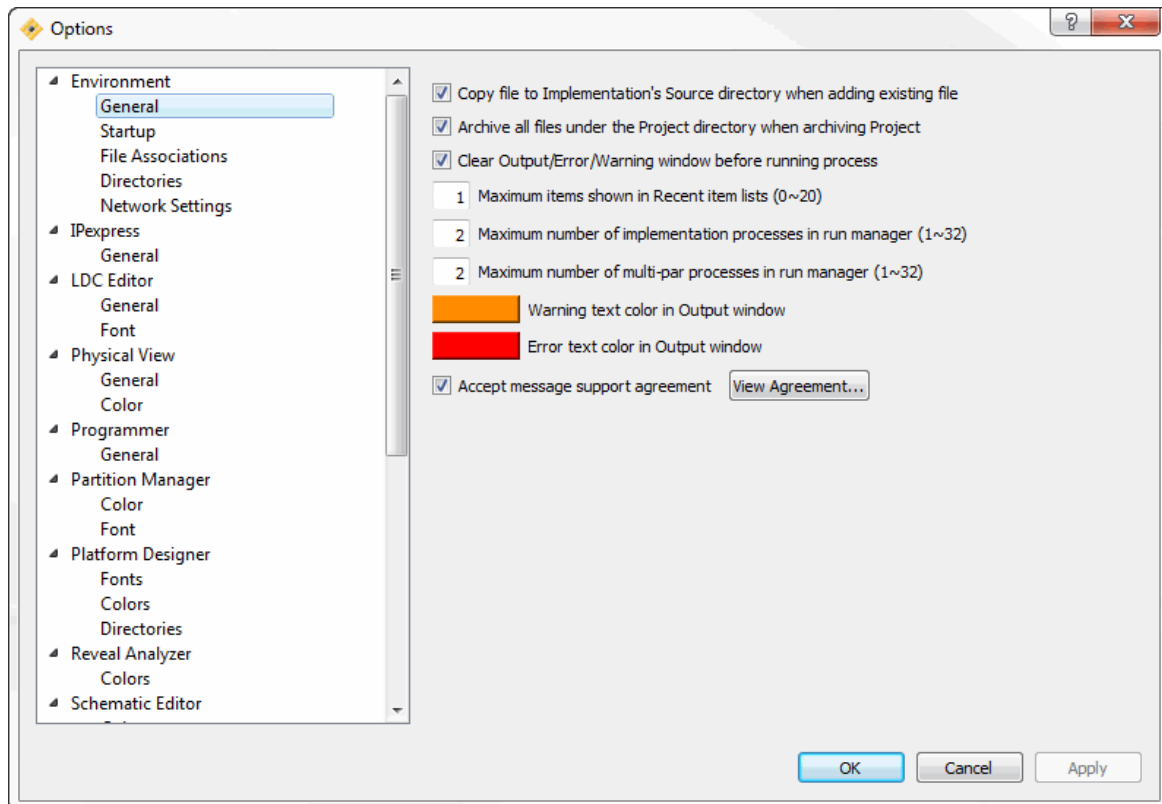 Options
Environment
General
Startup
File Associations
Directories
Network Settings
IPexpress
General
LDC Editor
General
Font
Physical View
General
Color
Programmer
General
Partition Manager
Color
Font
Platform Designer
Fonts
Colors
Directories
Reveal Analyzer
Colors
Schematic Editor
Copy file to Implementation's Source directory when adding existing file
Archive all files under the Project directory when archiving Project
Clear Output/Error/Warning window before running process
1 Maximum items shown in Recent item lists (0~20)
2 Maximum number of implementation processes in run manager (1~32)
2 Maximum number of multi-par processes in run manager (1~32)
Warning text color in Output window
Error text color in Output window
Accept message support agreement View Agreement...
OK Cancel Apply